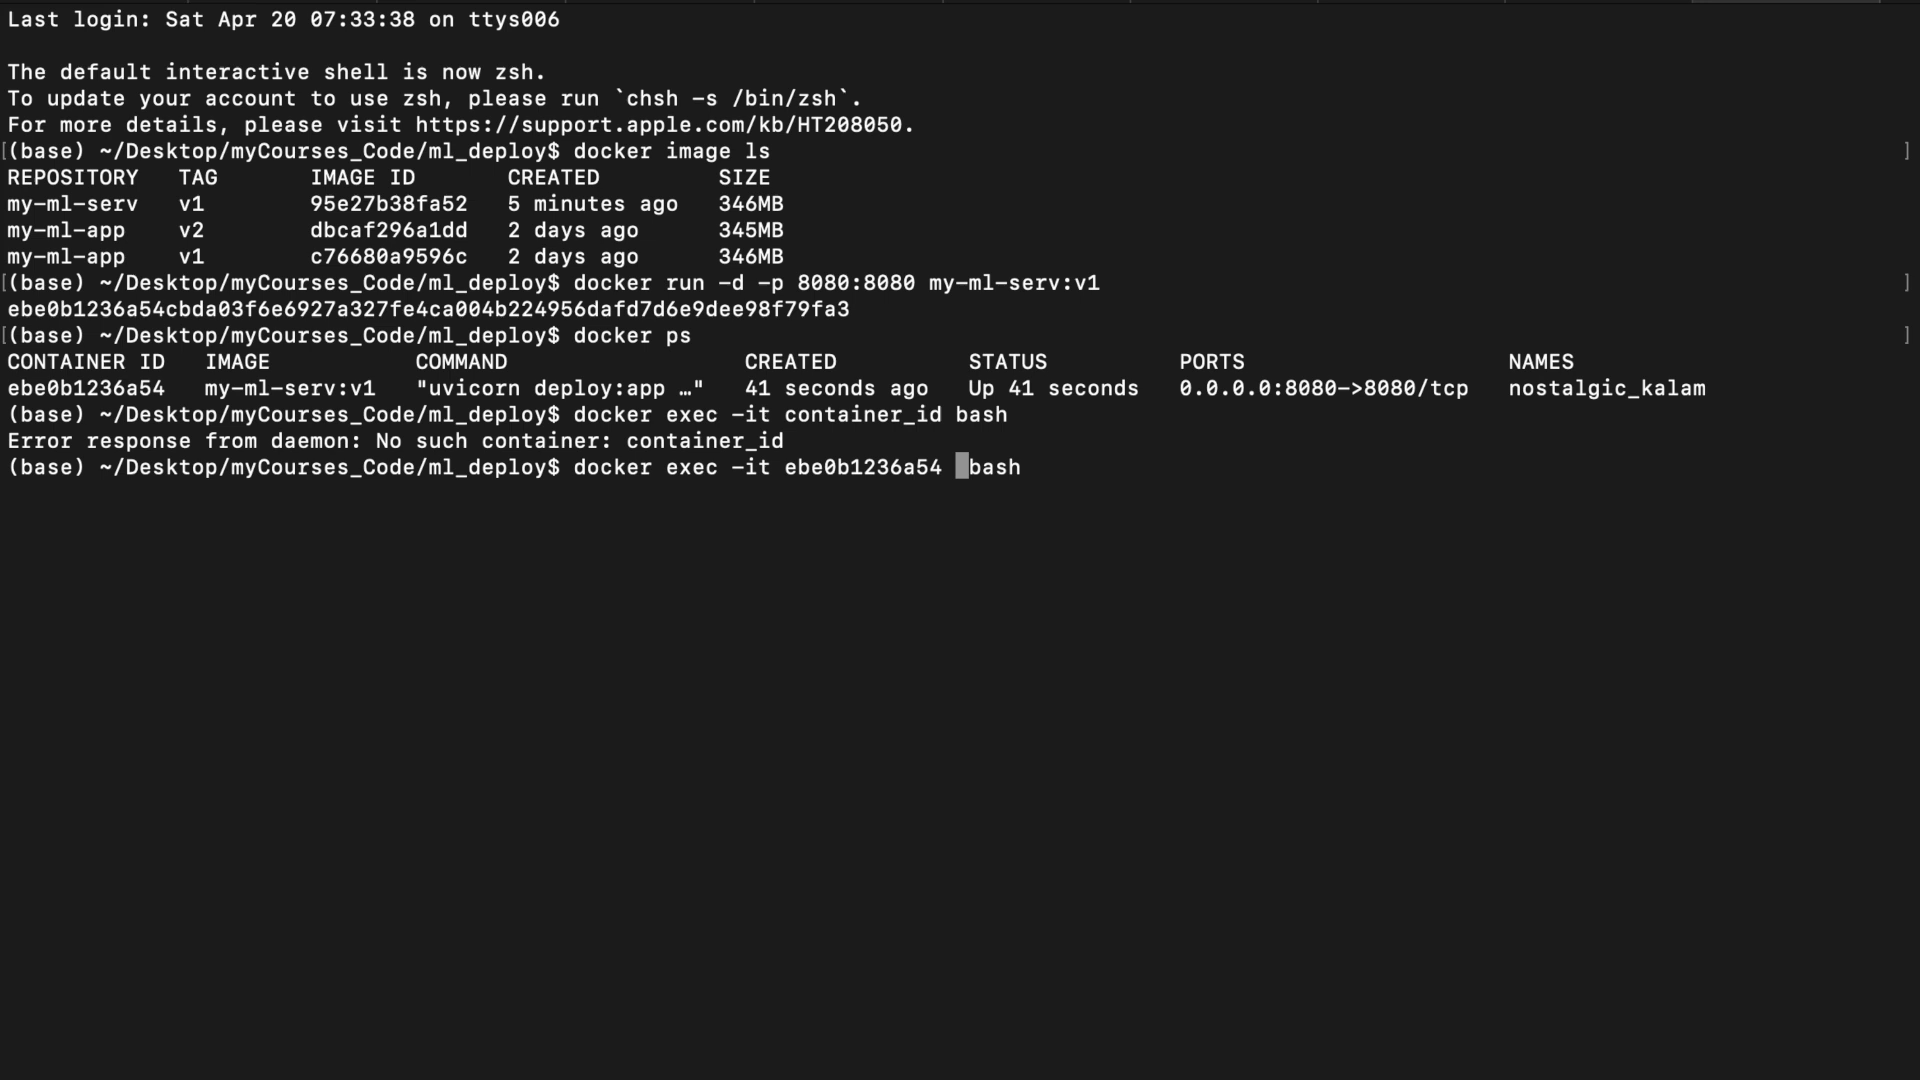 Last login: Sat Apr 20 07:33:38 on ttys006
The default interactive shell is now zsh.
To update your account to use zsh, please run `chsh -s /bin/zsh`.
For more details, please visit https://support.apple.com/kb/HT208050.
[(base) ~/Desktop/myCourses_Code/ml_deploy$ docker image ls ]
REPOSITORY   TAG       IMAGE ID       CREATED         SIZE
my-ml-serv   v1        95e27b38fa52   5 minutes ago   346MB
my-ml-app    v2        dbcaf296a1dd   2 days ago      345MB
my-ml-app    v1        c76680a9596c   2 days ago      346MB
[(base) ~/Desktop/myCourses_Code/ml_deploy$ docker run -d -p 8080:8080 my-ml-serv:v1 ]
ebe0b1236a54cbda03f6e6927a327fe4ca004b224956dafd7d6e9dee98f79fa3
[(base) ~/Desktop/myCourses_Code/ml_deploy$ docker ps ]
CONTAINER ID   IMAGE           COMMAND                  CREATED          STATUS          PORTS                    NAMES
ebe0b1236a54   my-ml-serv:v1   "uvicorn deploy:app …"   41 seconds ago   Up 41 seconds   0.0.0.0:8080->8080/tcp   nostalgic_kalam
(base) ~/Desktop/myCourses_Code/ml_deploy$ docker exec -it container_id bash
Error response from daemon: No such container: container_id
(base) ~/Desktop/myCourses_Code/ml_deploy$ docker exec -it ebe0b1236a54 bash